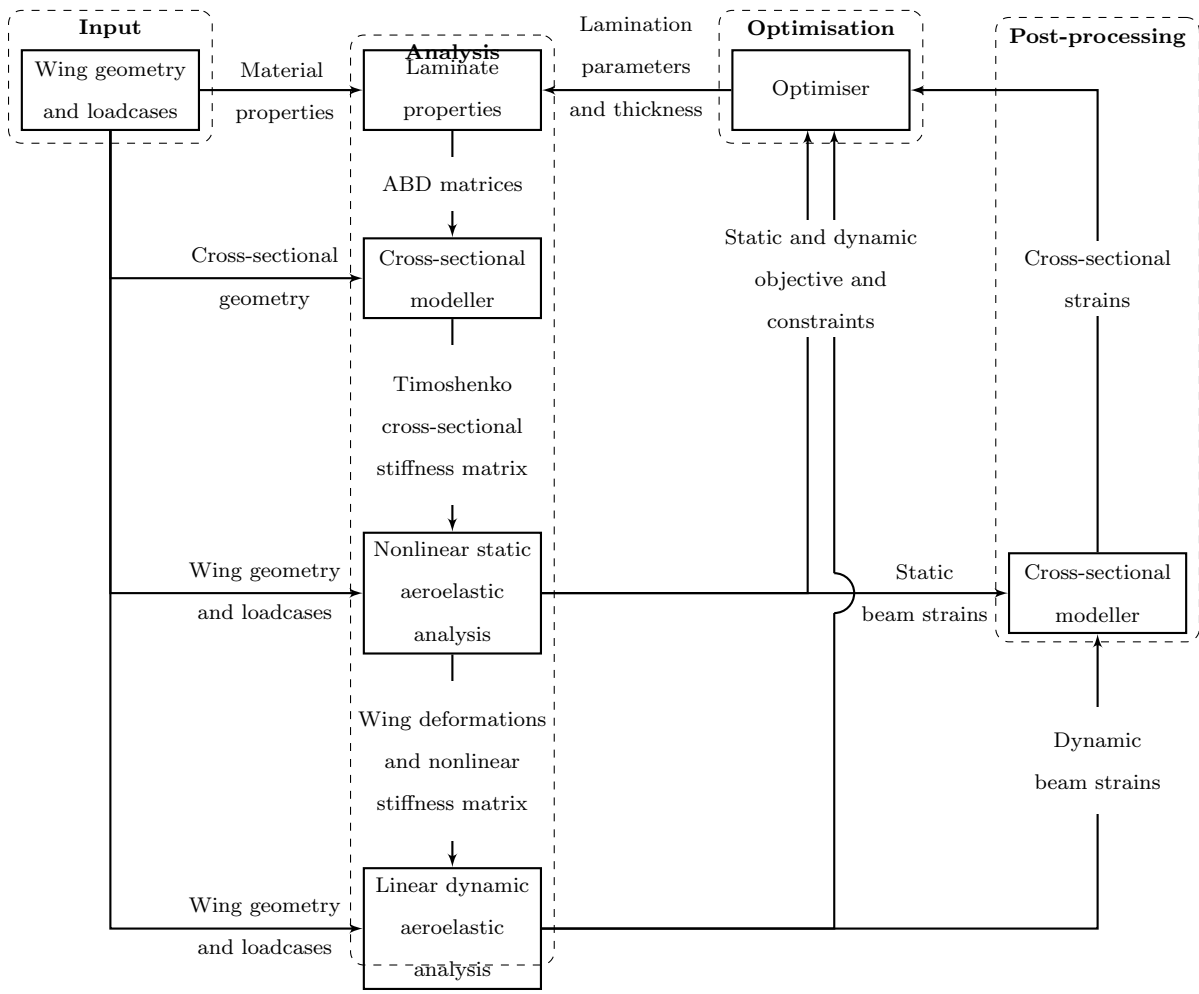 Input
Wing geometry
and loadcases
Material
properties
Analysis
Laminate
properties
Lamination
parameters
and thickness
Optimisation
Optimiser
Post-processing
ABD matrices
Cross-sectional
geometry
Cross-sectional
modeller
Static and dynamic
objective and
constraints
Cross-sectional
strains
Timoshenko
cross-sectional
stiffness matrix
Wing geometry
and loadcases
Nonlinear static
aeroelastic
analysis
Static
beam strains
Cross-sectional
modeller
Wing deformations
and nonlinear
stiffness matrix
Dynamic
beam strains
Wing geometry
and loadcases
Linear dynamic
aeroelastic
analysis